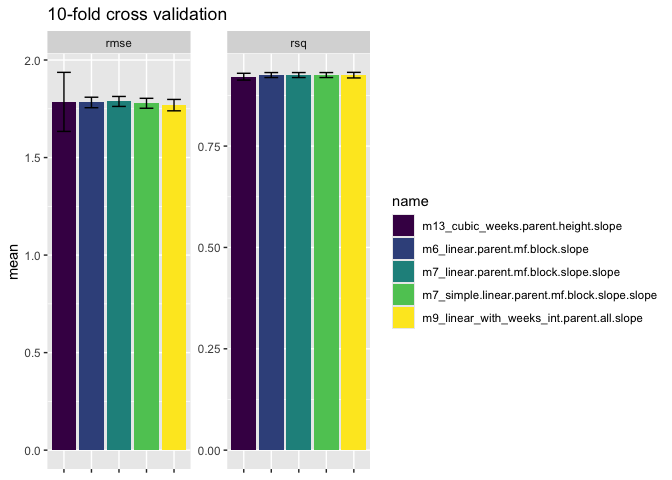 10-fold cross validation
rmse
rsq
2.0
1.5
1.0
0.5
0.0
0.75
0.50
0.25
0.00
mean
name
m13_cubic_weeks.parent.height.slope
m6_linear.parent.mf.block.slope
m7_linear.parent.mf.block.slope.slope
m7_simple.linear.parent.mf.block.slope.slope
m9_linear_with_weeks_int.parent.all.slope